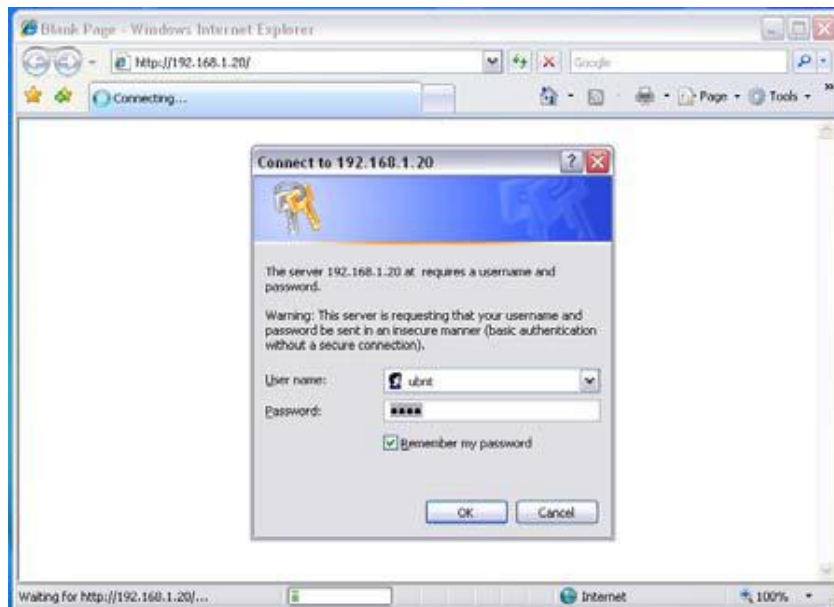 Blank Page - Windows Internet Explorer
http://192.168.1.20/
Google
Connecting...
Page
Tools
»
Connect to 192.168.1.20
?
The server 192.168.1.20 at requires a username and
password.
Warning: This server is requesting that your username and
password be sent in an insecure manner (basic authentication
without a secure connection).
User name:
ubnt
Password:
●●●●
Remember my password
OK
Cancel
Waiting for http://192.168.1.20/...
Internet
100%